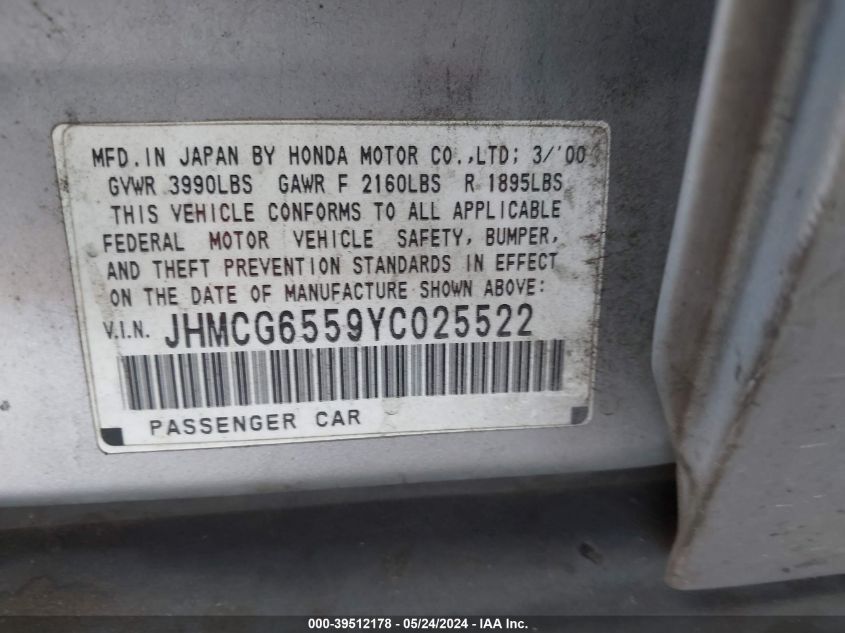 MFD.IN JAPAN BY HONDA MOTOR CO.,LTD; 3/'00
GVWR 3990LBS GAWR F 2160LBS R 1895LBS
THIS VEHICLE CONFORMS TO ALL APPLICABLE
FEDERAL MOTOR VEHICLE SAFETY, BUMPER,
AND THEFT PREVENTION STANDARDS IN EFFECT
ON THE DATE OF MANUFACTURE SHOWN ABOVE:
V.I.N. JHMCG6559YC025522
PASSENGER CAR
000-39512178 - 05/24/2024 - IAA Inc.